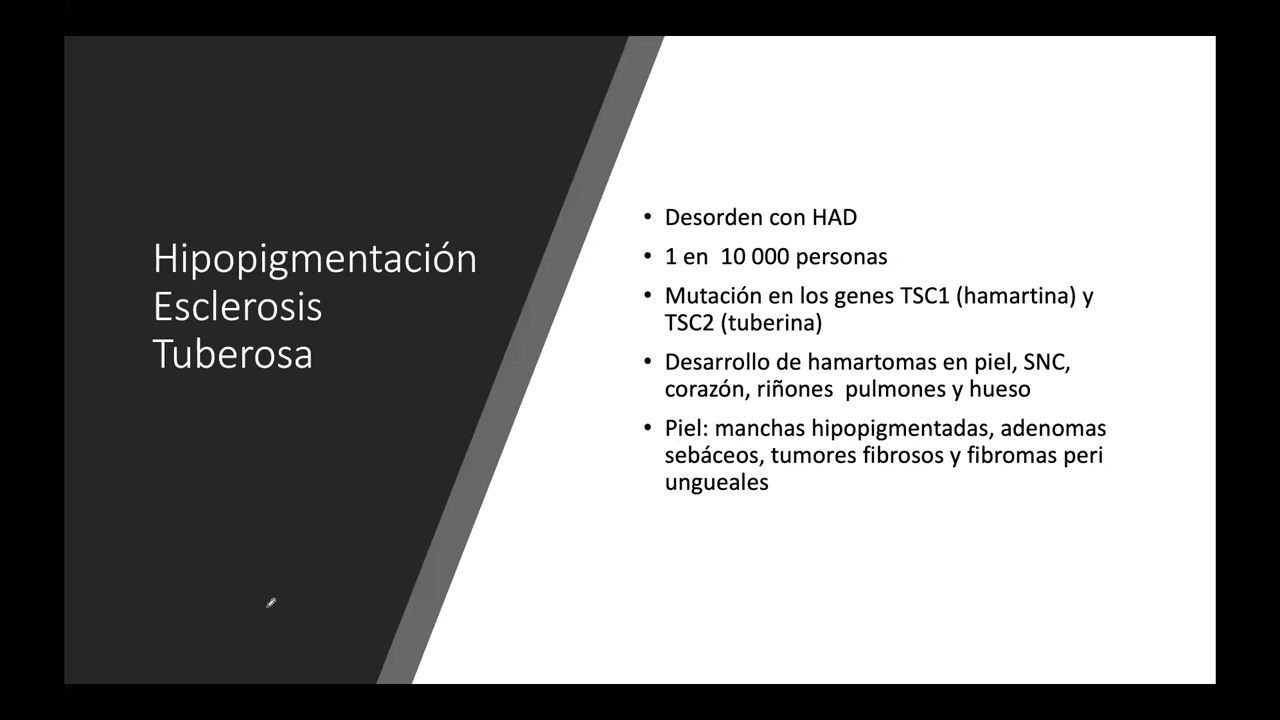 Hipopigmentación
Esclerosis
Tuberosa
• Desorden con HAD
• 1 en  10 000 personas
• Mutación en los genes TSC1 (hamartina) y
TSC2 (tuberina)
• Desarrollo de hamartomas en piel, SNC,
corazón, riñones  pulmones y hueso
• Piel: manchas hipopigmentadas, adenomas
sebáceos, tumores fibrosos y fibromas peri
ungueales